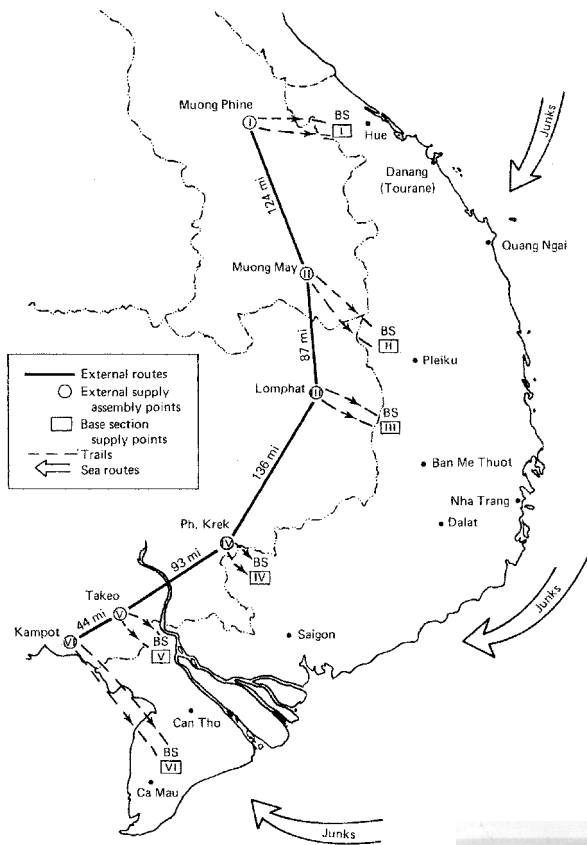 Muong Phine
I
BS
I
Hue
Junks
Danang
(Tourane)
124 mi
Quang Ngai
Muong May
II
BS
II
87 mi
Pleiku
External routes
External supply
assembly points
Base section
supply points
Trails
Sea routes
Lomphat
III
BS
III
136 mi
Ban Me Thuot
Nha Trang
Dalat
Ph. Krek
IV
BS
IV
93 mi
Takeo
V
BS
V
44 mi
Kampot
VI
Saigon
Junks
Can Tho
BS
VI
Ca Mau
Junks